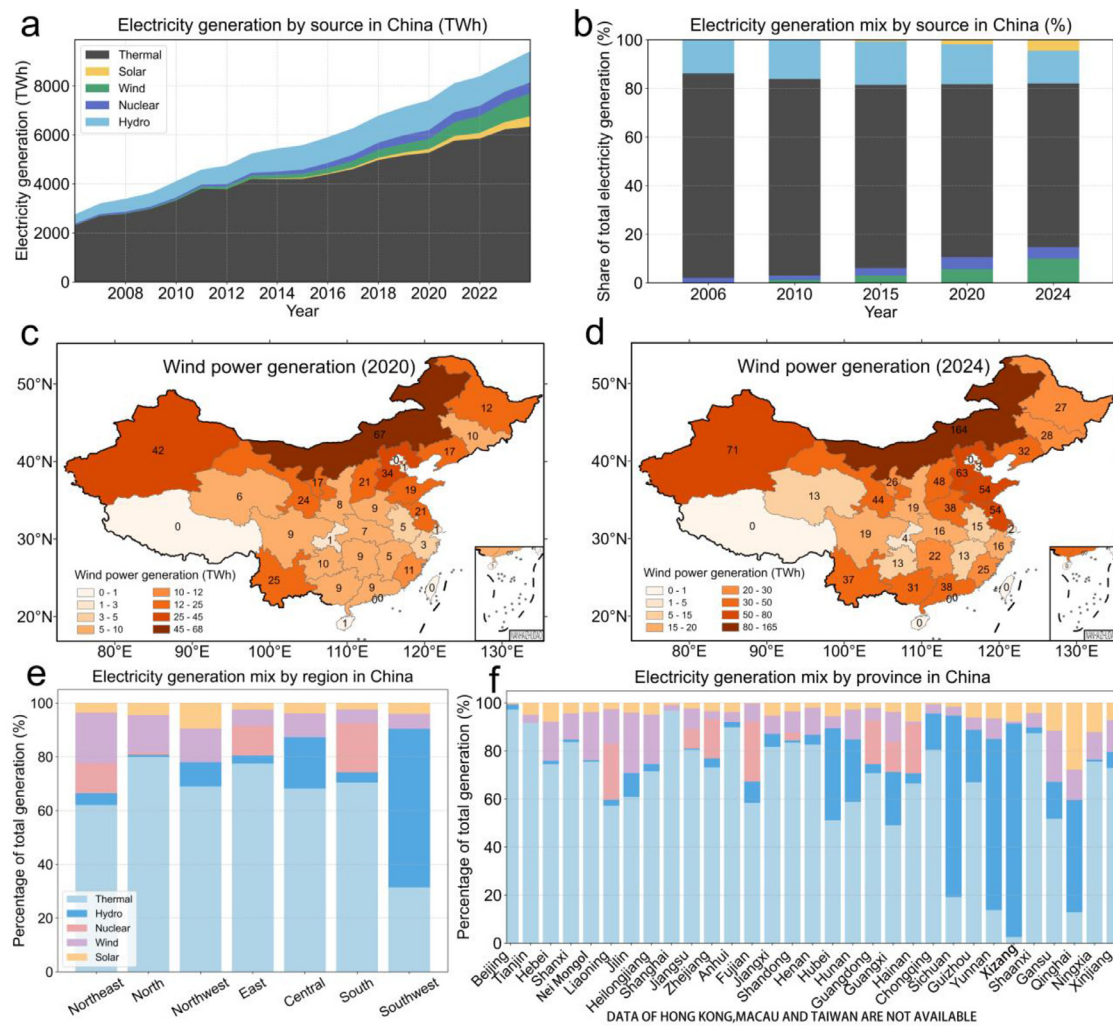 a
Electricity generation by source in China (TWh)
Thermal
Solar
Wind
Nuclear
Hydro
Electricity generation (TWh)
8000
6000
4000
2000
0
2008 2010 2012 2014 2016 2018 2020 2022
Year
b
Electricity generation mix by source in China (%)
Share of total electricity generation (%)
100
80
60
40
20
0
2006 2010 2015 2020 2024
Year
c
Wind power generation (2020)
50°N
40°N
30°N
20°N
12
67
10
42
17
0
1
34
17
21
24
19
6
8
9
21
0
5
1
9
1
7
3
10
9
5
11
25
9
9
0
00
1
Wind power generation (TWh)
0 - 1
1 - 3
3 - 5
5 - 10
10 - 12
12 - 25
25 - 45
45 - 68
80°E 90°E 100°E 110°E 120°E 130°E
d
Wind power generation (2024)
27
164
28
71
32
0
3
63
26
48
44
54
13
19
38
54
0
15
2
19
4
16
16
13
22
13
25
37
31
38
00
0
Wind power generation (TWh)
0 - 1
1 - 5
5 - 15
15 - 20
20 - 30
30 - 50
50 - 80
80 - 165
80°E 90°E 100°E 110°E 120°E 130°E
e
Electricity generation mix by region in China
Percentage of total generation (%)
100
80
60
40
20
0
Thermal
Hydro
Nuclear
Wind
Solar
Northeast North Northwest East Central South Southwest
f
Electricity generation mix by province in China
Percentage of total generation (%)
100
80
60
40
20
0
Beijing Tianjin Hebei Shanxi Nei Mongol Liaoning Jilin Heilongjiang Shanghai Jiangsu Zhejiang Anhui Fujian Jiangxi Shandong Henan Hubei Hunan Guangdong Guangxi Hainan Chongqing Sichuan Guizhou Yunnan Xizang Shaanxi Gansu Qinghai Ningxia Xinjiang
DATA OF HONG KONG,MACAU AND TAIWAN ARE NOT AVAILABLE